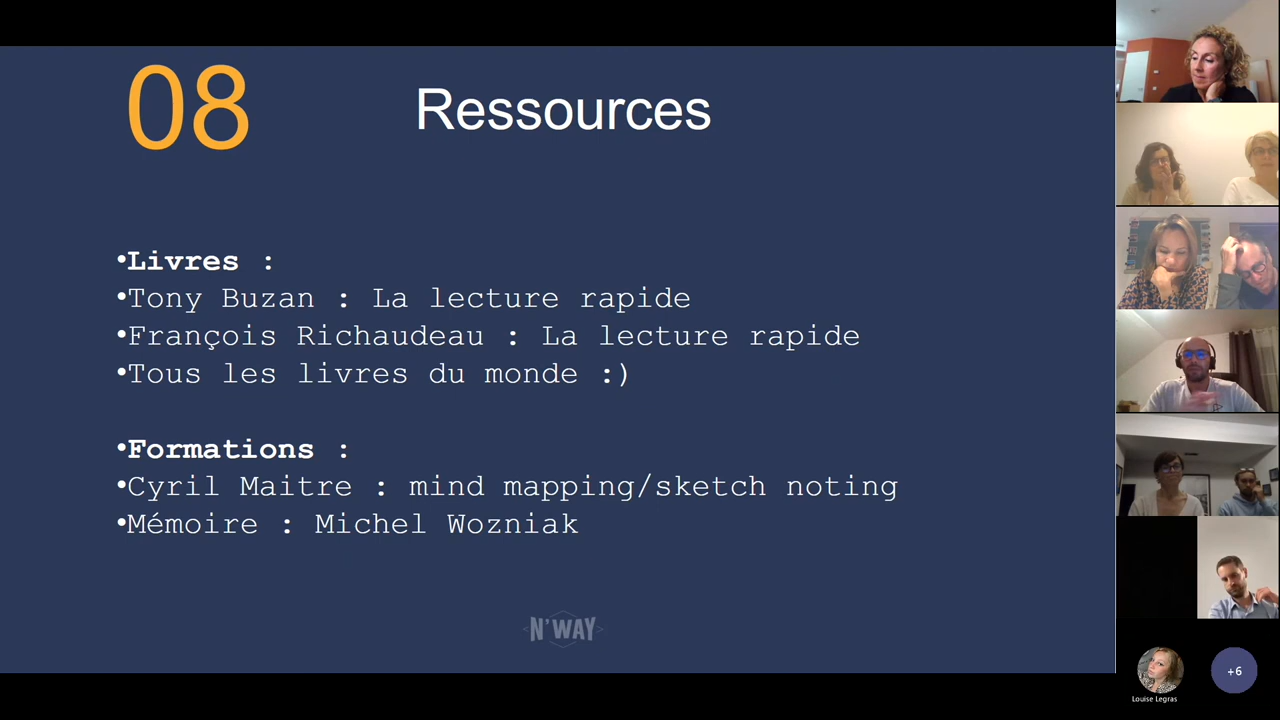 08
Ressources
•Livres :
•Tony Buzan : La lecture rapide
•François Richaudeau : La lecture rapide
•Tous les livres du monde :)
•Formations :
•Cyril Maitre : mind mapping/sketch noting
•Mémoire : Michel Wozniak
N'WAY
Louise Legras
+6